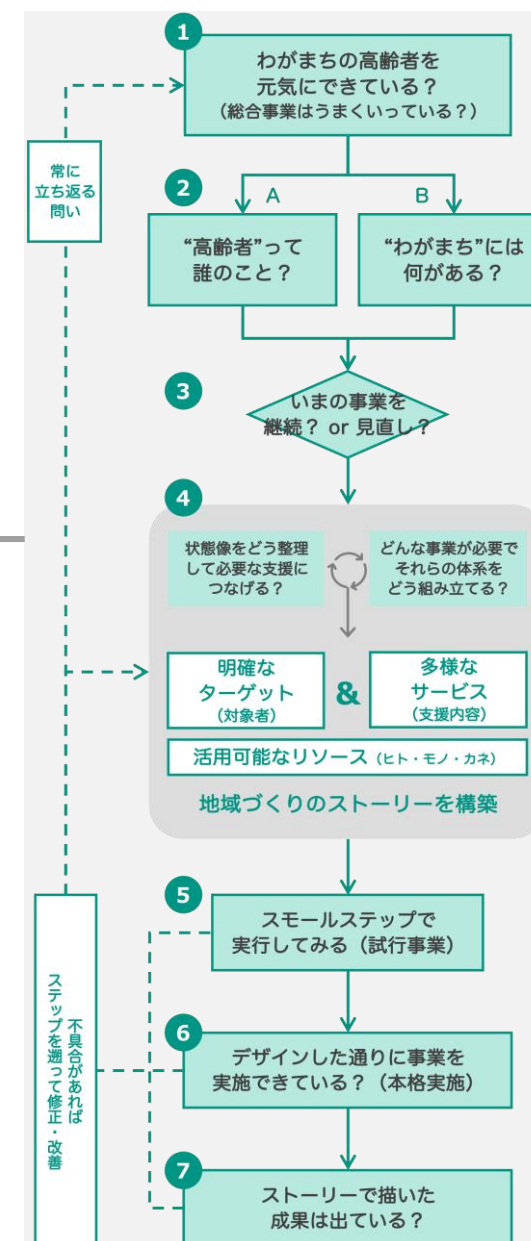 1
わがまちの高齢者を
元気にできている？
（総合事業はうまくいっている？）
常に
立ち返る
問い
2
A
B
“高齢者”って
誰のこと？
“わがまち”には
何がある？
3
いまの事業を
継続？ or 見直し？
4
状態像をどう整理
して必要な支援に
つなげる？
どんな事業が必要で
それらの体系を
どう組み立てる？
明確な
ターゲット
（対象者）
&
多様な
サービス
（支援内容）
活用可能なリソース（ヒト・モノ・カネ）
地域づくりのストーリーを構築
5
スモールステップで
実行してみる（試行事業）
不具合があれば
ステップを遡って修正・改善
6
デザインした通りに事業を
実施できている？（本格実施）
7
ストーリーで描いた
成果は出ている？